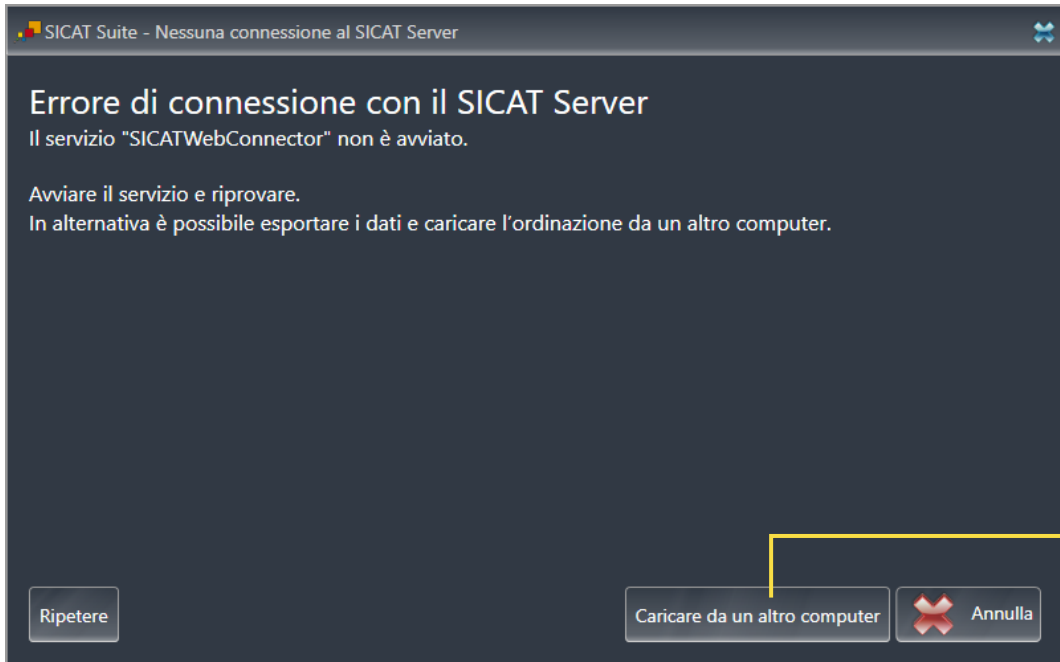 SICAT Suite - Nessuna connessione al SICAT Server
Errore di connessione con il SICAT Server
Il servizio "SICATWebConnector" non è avviato.
Avviare il servizio e riprovare.
In alternativa è possibile esportare i dati e caricare l'ordinazione da un altro computer.
Ripetere
Caricare da un altro computer
Annulla